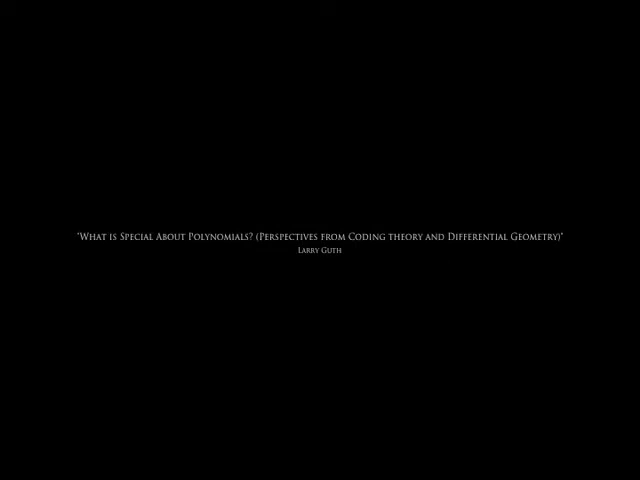 "What is Special About Polynomials? (Perspectives from Coding theory and Differential Geometry)"
Larry Guth